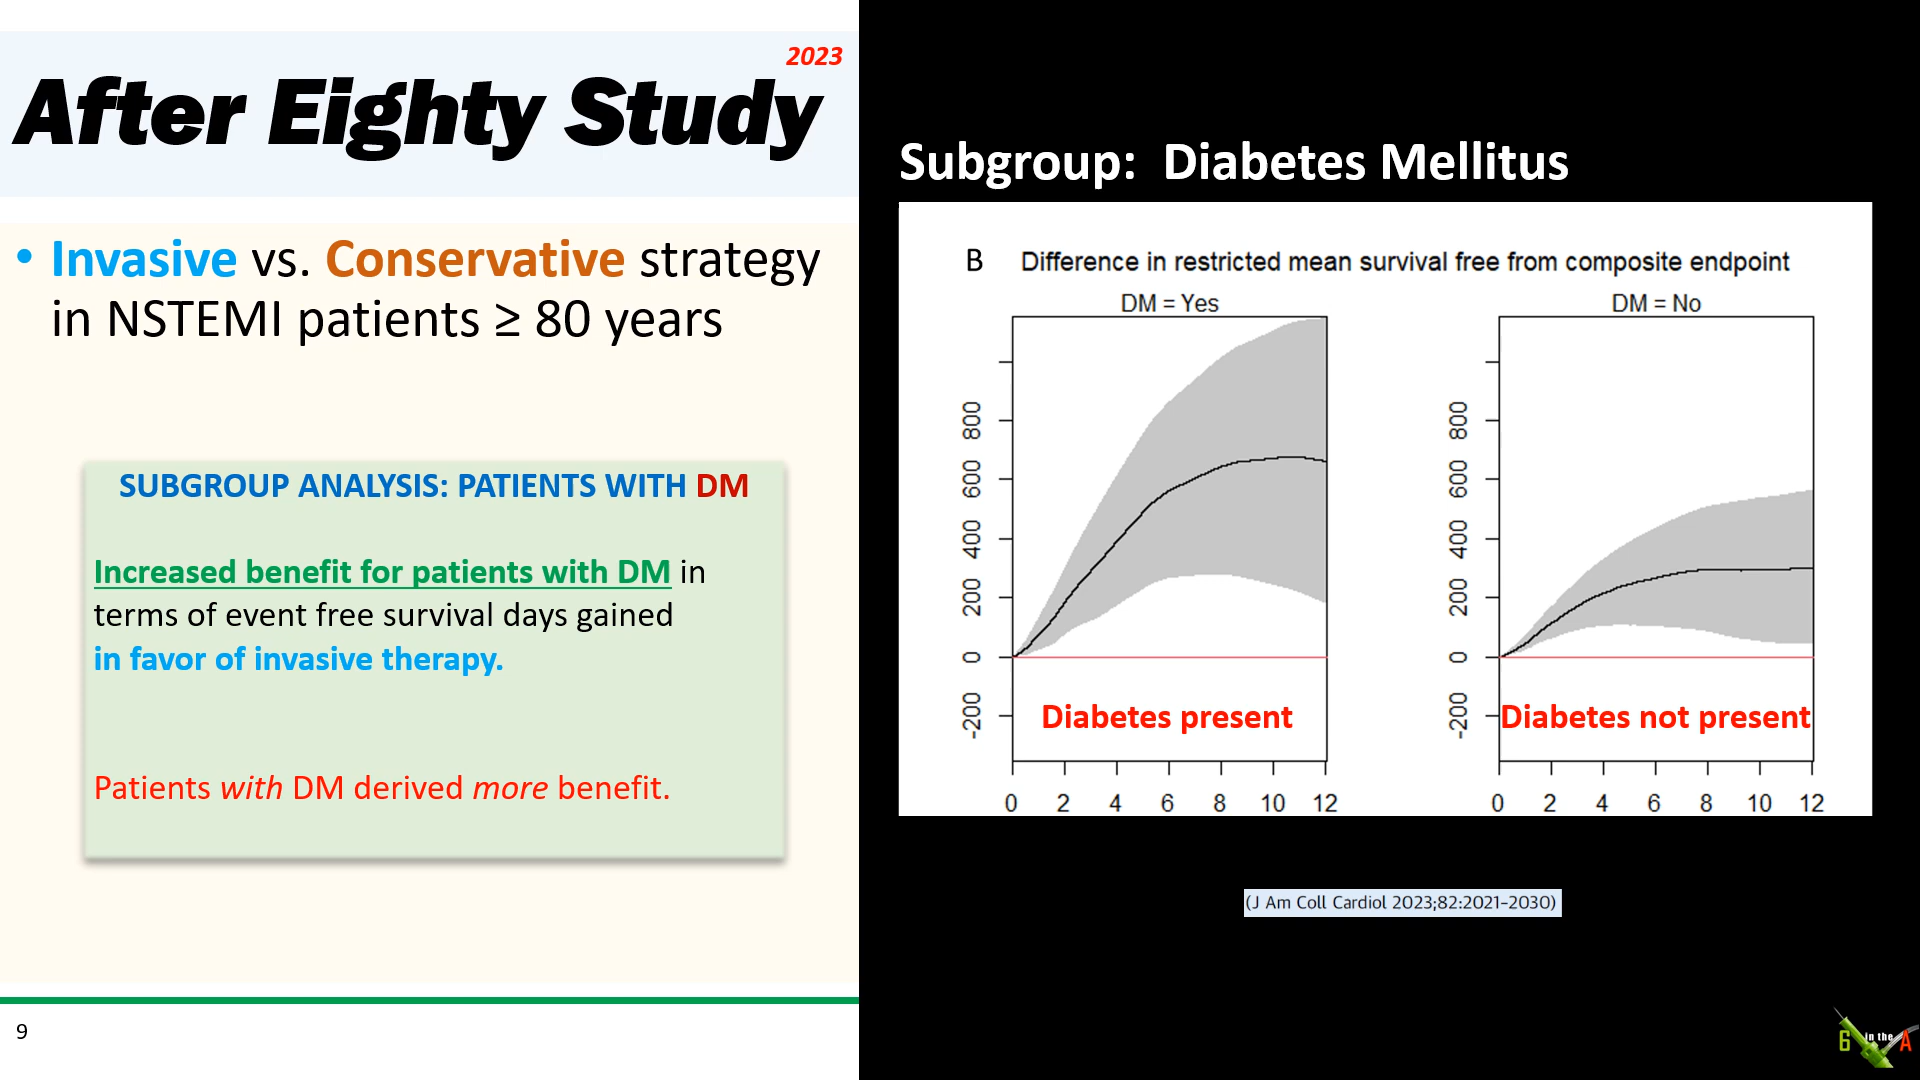 2023
After Eighty Study
• Invasive vs. Conservative strategy
in NSTEMI patients ≥ 80 years
SUBGROUP ANALYSIS: PATIENTS WITH DM
Increased benefit for patients with DM in
terms of event free survival days gained
in favor of invasive therapy.
Patients with DM derived more benefit.
9
Subgroup: Diabetes Mellitus
B Difference in restricted mean survival free from composite endpoint
DM = Yes
800
600
400
200
0
-200
Diabetes present
0 2 4 6 8 10 12
DM = No
800
600
400
200
0
-200
Diabetes not present
0 2 4 6 8 10 12
(J Am Coll Cardiol 2023;82:2021–2030)
6 in the A